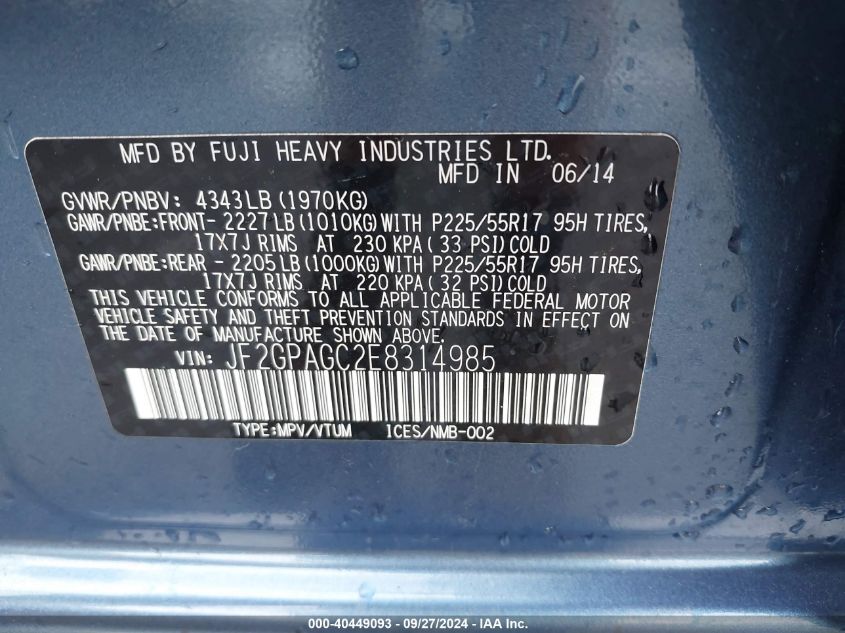 MFD BY FUJI HEAVY INDUSTRIES LTD.
MFD IN 06/14
GVWR/PNBV: 4343LB (1970KG)
GAWR/PNBE:FRONT- 2227LB (1010KG) WITH P225/55R17 95H TIRES,
17X7J RIMS AT 230 KPA ( 33 PSI) COLD
GAWR/PNBE:REAR - 2205LB (1000KG) WITH P225/55R17 95H TIRES,
17X7J RIMS AT 220 KPA ( 32 PSI) COLD
THIS VEHICLE CONFORMS TO ALL APPLICABLE FEDERAL MOTOR
VEHICLE SAFETY AND THEFT PREVENTION STANDARDS IN EFFECT ON
THE DATE OF MANUFACTURE SHOWN ABOVE.
VIN: JF2GPAGC2E8314985
TYPE:MPV/VTUM ICES/NMB-002
000-40449093 - 09/27/2024 - IAA Inc.